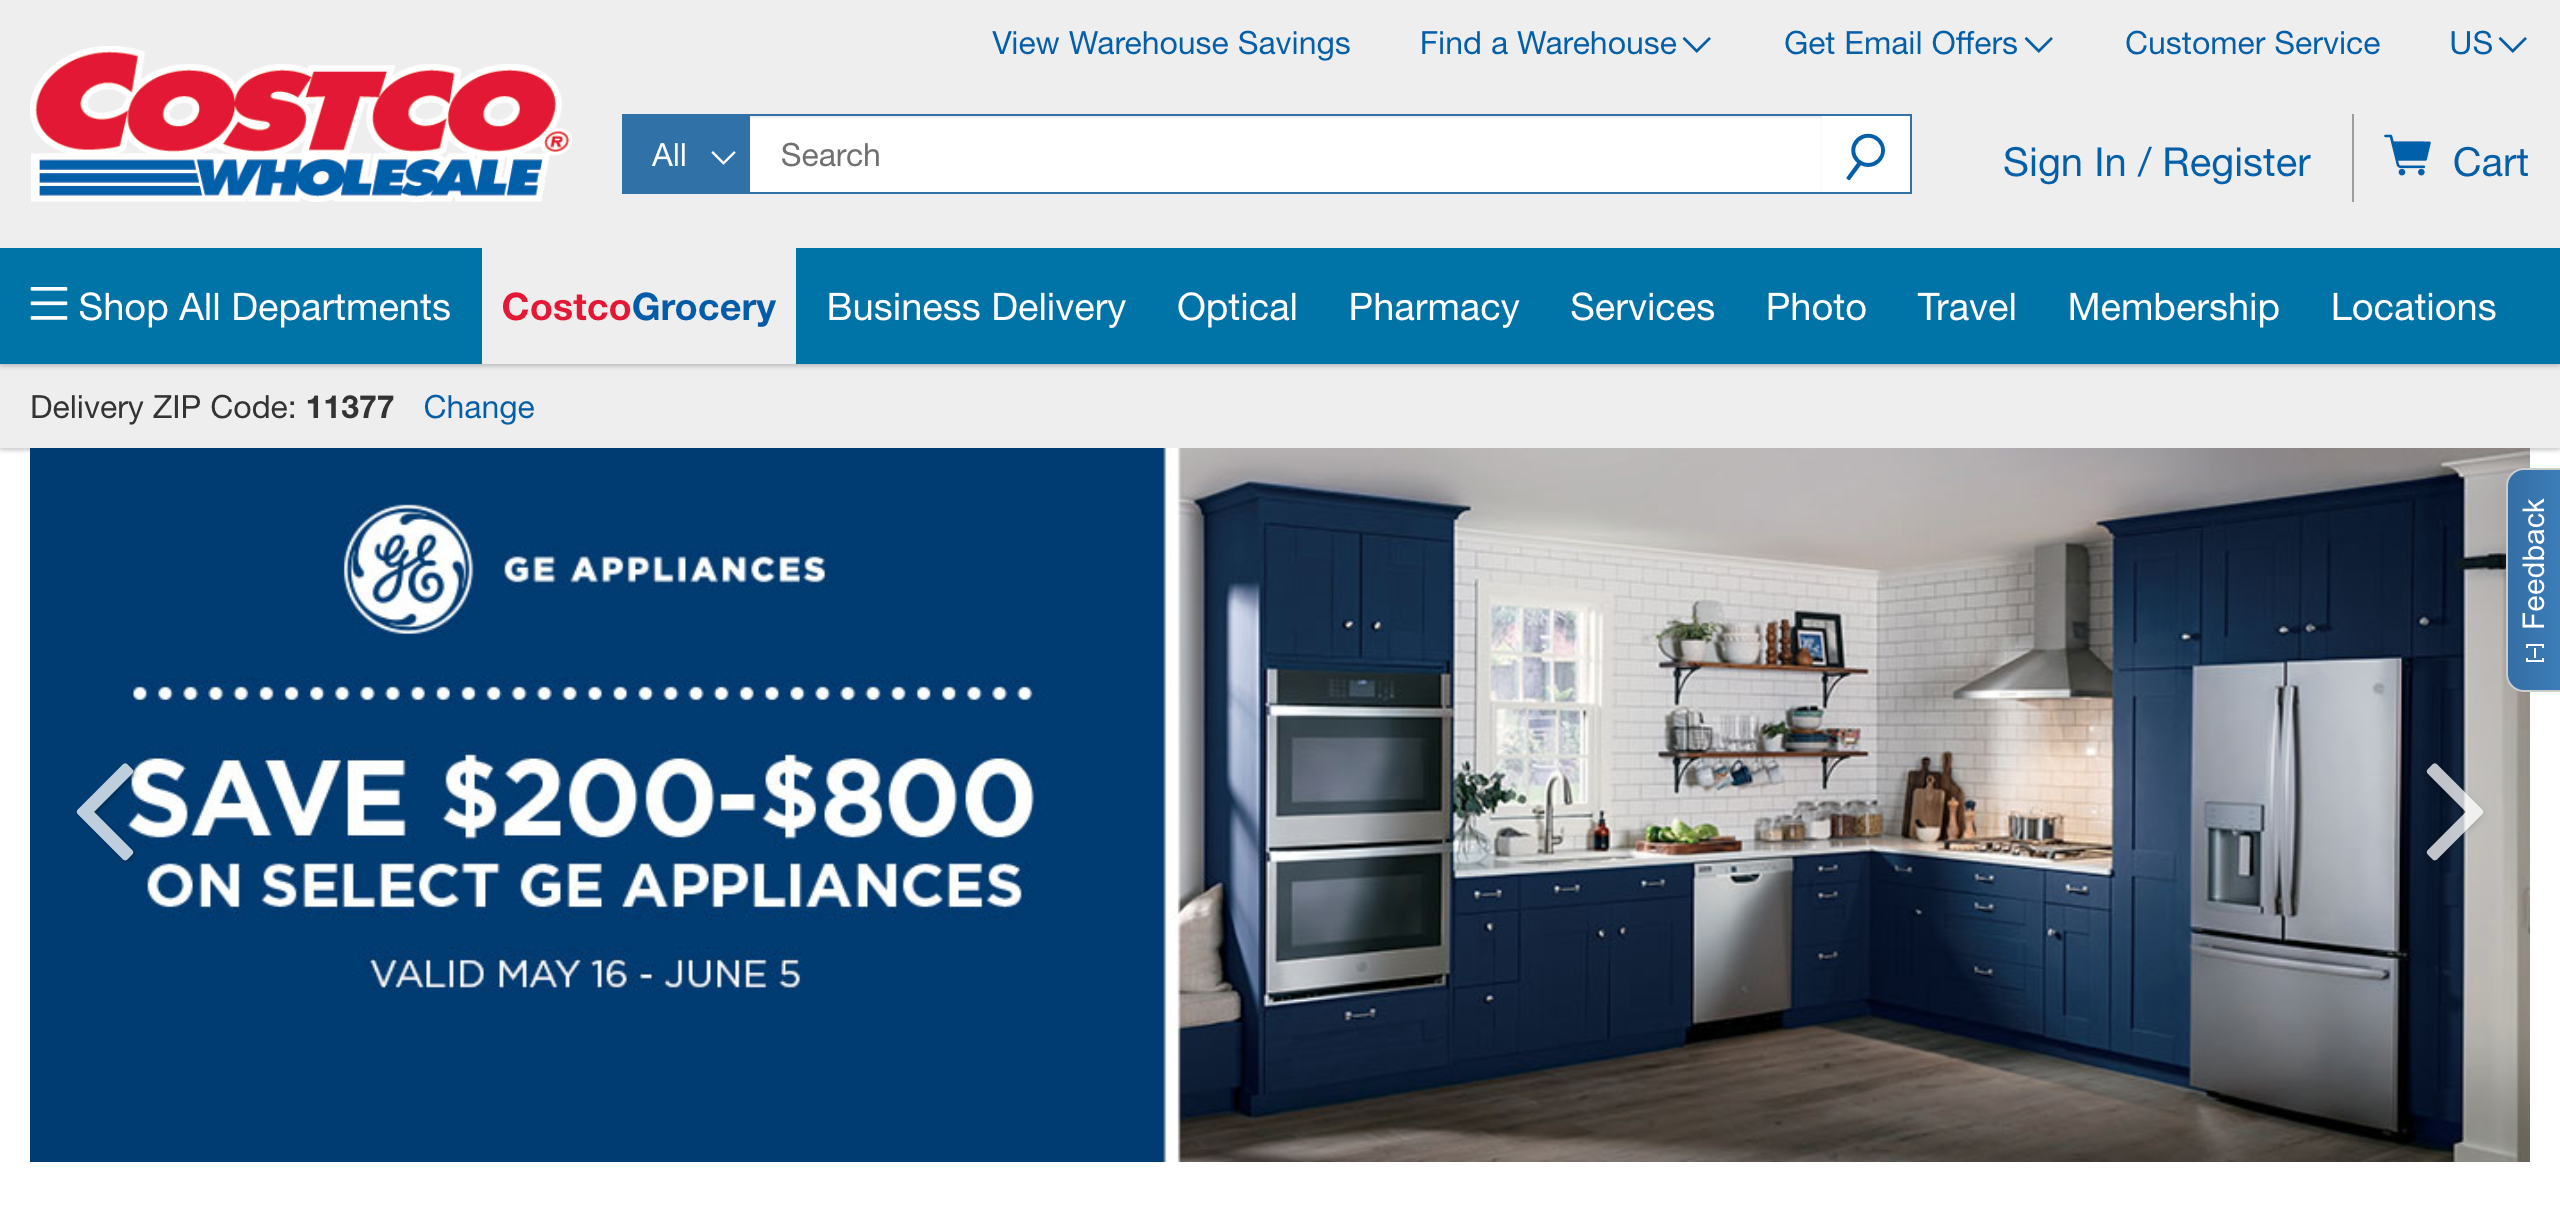 View Warehouse Savings Find a Warehouse Get Email Offers Customer Service US
COSTCO®
WHOLESALE
All Search Sign In / Register Cart
Shop All Departments CostcoGrocery Business Delivery Optical Pharmacy Services Photo Travel Membership Locations
Delivery ZIP Code: 11377 Change
GE GE APPLIANCES
SAVE $200-$800
ON SELECT GE APPLIANCES
VALID MAY 16 - JUNE 5
[-] Feedback